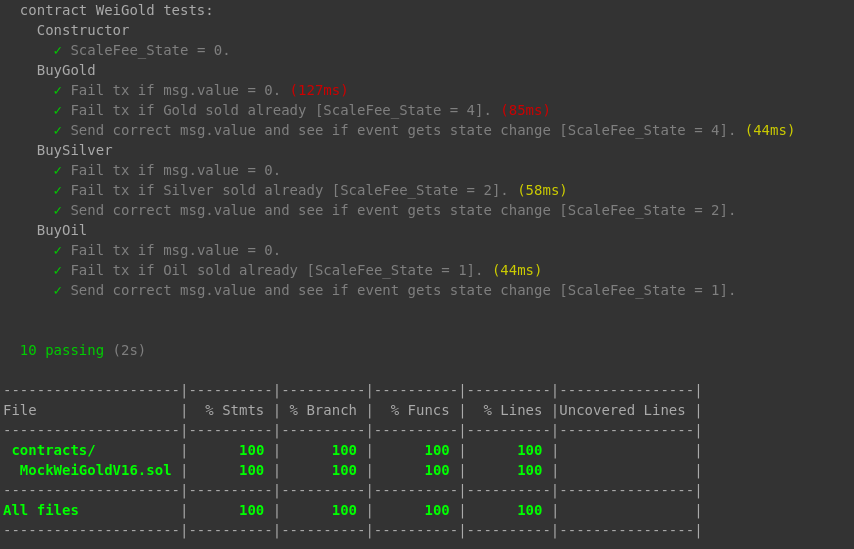 contract WeiGold tests:
Constructor
✓ ScaleFee_State = 0.
BuyGold
✓ Fail tx if msg.value = 0. (127ms)
✓ Fail tx if Gold sold already [ScaleFee_State = 4]. (85ms)
✓ Send correct msg.value and see if event gets state change [ScaleFee_State = 4]. (44ms)
BuySilver
✓ Fail tx if msg.value = 0.
✓ Fail tx if Silver sold already [ScaleFee_State = 2]. (58ms)
✓ Send correct msg.value and see if event gets state change [ScaleFee_State = 2].
BuyOil
✓ Fail tx if msg.value = 0.
✓ Fail tx if Oil sold already [ScaleFee_State = 1]. (44ms)
✓ Send correct msg.value and see if event gets state change [ScaleFee_State = 1].
10 passing (2s)
---------------------|----------|----------|----------|----------|----------------|
File                 |  % Stmts | % Branch |  % Funcs |  % Lines |Uncovered Lines |
---------------------|----------|----------|----------|----------|----------------|
 contracts/          |      100 |      100 |      100 |      100 |                |
  MockWeiGoldV16.sol |      100 |      100 |      100 |      100 |                |
---------------------|----------|----------|----------|----------|----------------|
All files            |      100 |      100 |      100 |      100 |                |
---------------------|----------|----------|----------|----------|----------------|